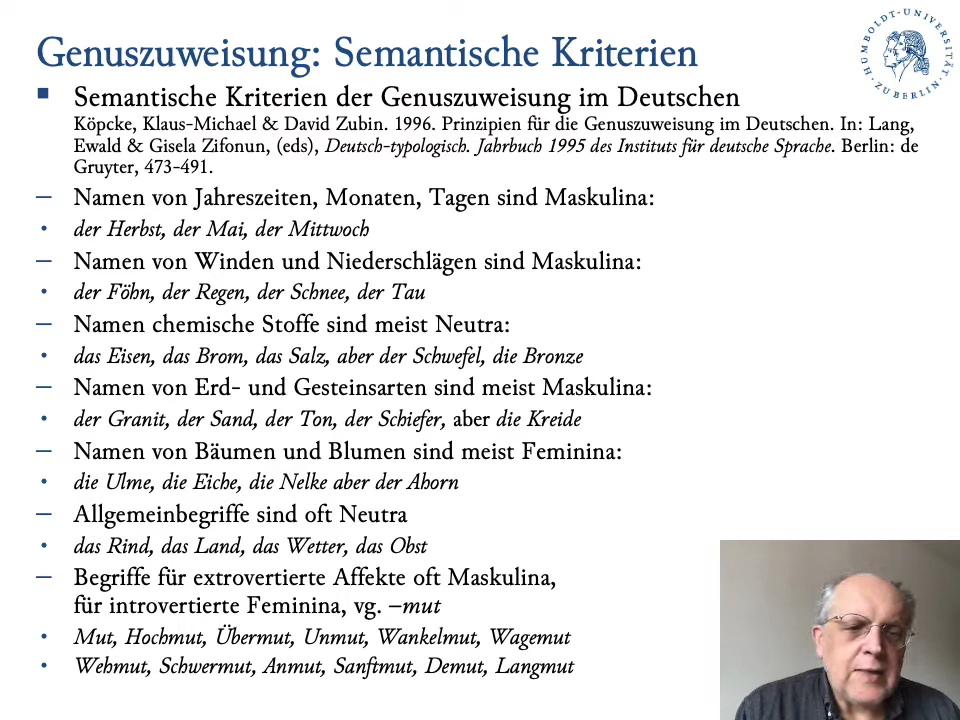 Genuszuweisung: Semantische Kriterien
HUMBOLDT-UNIVERSITÄT ZU BERLIN
Semantische Kriterien der Genuszuweisung im Deutschen
Köpcke, Klaus-Michael & David Zubin. 1996. Prinzipien für die Genuszuweisung im Deutschen. In: Lang,
Ewald & Gisela Zifonun, (eds), Deutsch-typologisch. Jahrbuch 1995 des Instituts für deutsche Sprache. Berlin: de
Gruyter, 473-491.
– Namen von Jahreszeiten, Monaten, Tagen sind Maskulina:
• der Herbst, der Mai, der Mittwoch
– Namen von Winden und Niederschlägen sind Maskulina:
• der Föhn, der Regen, der Schnee, der Tau
– Namen chemische Stoffe sind meist Neutra:
• das Eisen, das Brom, das Salz, aber der Schwefel, die Bronze
– Namen von Erd- und Gesteinsarten sind meist Maskulina:
• der Granit, der Sand, der Ton, der Schiefer, aber die Kreide
– Namen von Bäumen und Blumen sind meist Feminina:
• die Ulme, die Eiche, die Nelke aber der Ahorn
– Allgemeinbegriffe sind oft Neutra
• das Rind, das Land, das Wetter, das Obst
– Begriffe für extrovertierte Affekte oft Maskulina,
für introvertierte Feminina, vg. –mut
• Mut, Hochmut, Übermut, Unmut, Wankelmut, Wagemut
• Wehmut, Schwermut, Anmut, Sanftmut, Demut, Langmut